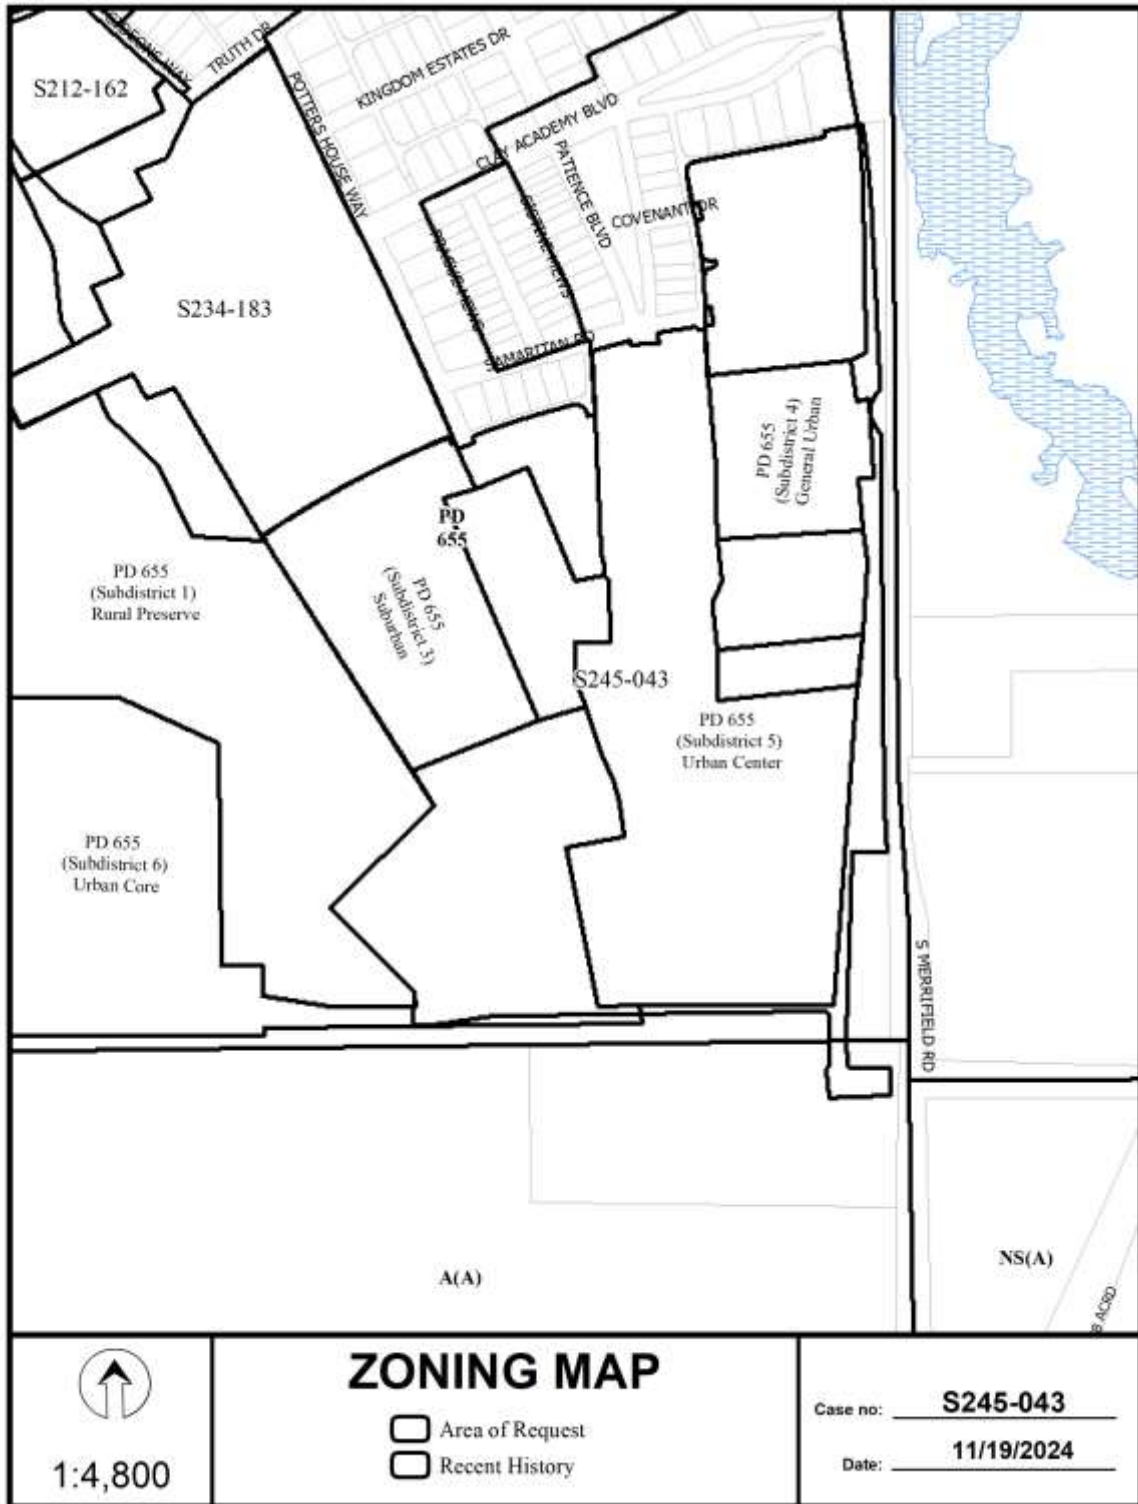 TRUTH DR
S212-162
KINGDOM ESTATES DR
POTTERS HOUSE WAY
CLAY ACADEMY BLVD
PATIENCE BLVD
COVENANT DR
S234-183
SAMARITAN RD
PD 655
(Subdistrict 4)
General Urban
PD
655
PD 655
(Subdistrict 1)
Rural Preserve
PD 655
(Subdistrict 3)
Suburban
S245-043
PD 655
(Subdistrict 5)
Urban Center
PD 655
(Subdistrict 6)
Urban Core
S MERRIFIELD RD
A(A)
NS(A)
B ACRD
1:4,800
ZONING MAP
Area of Request
Recent History
Case no: S245-043
Date: 11/19/2024